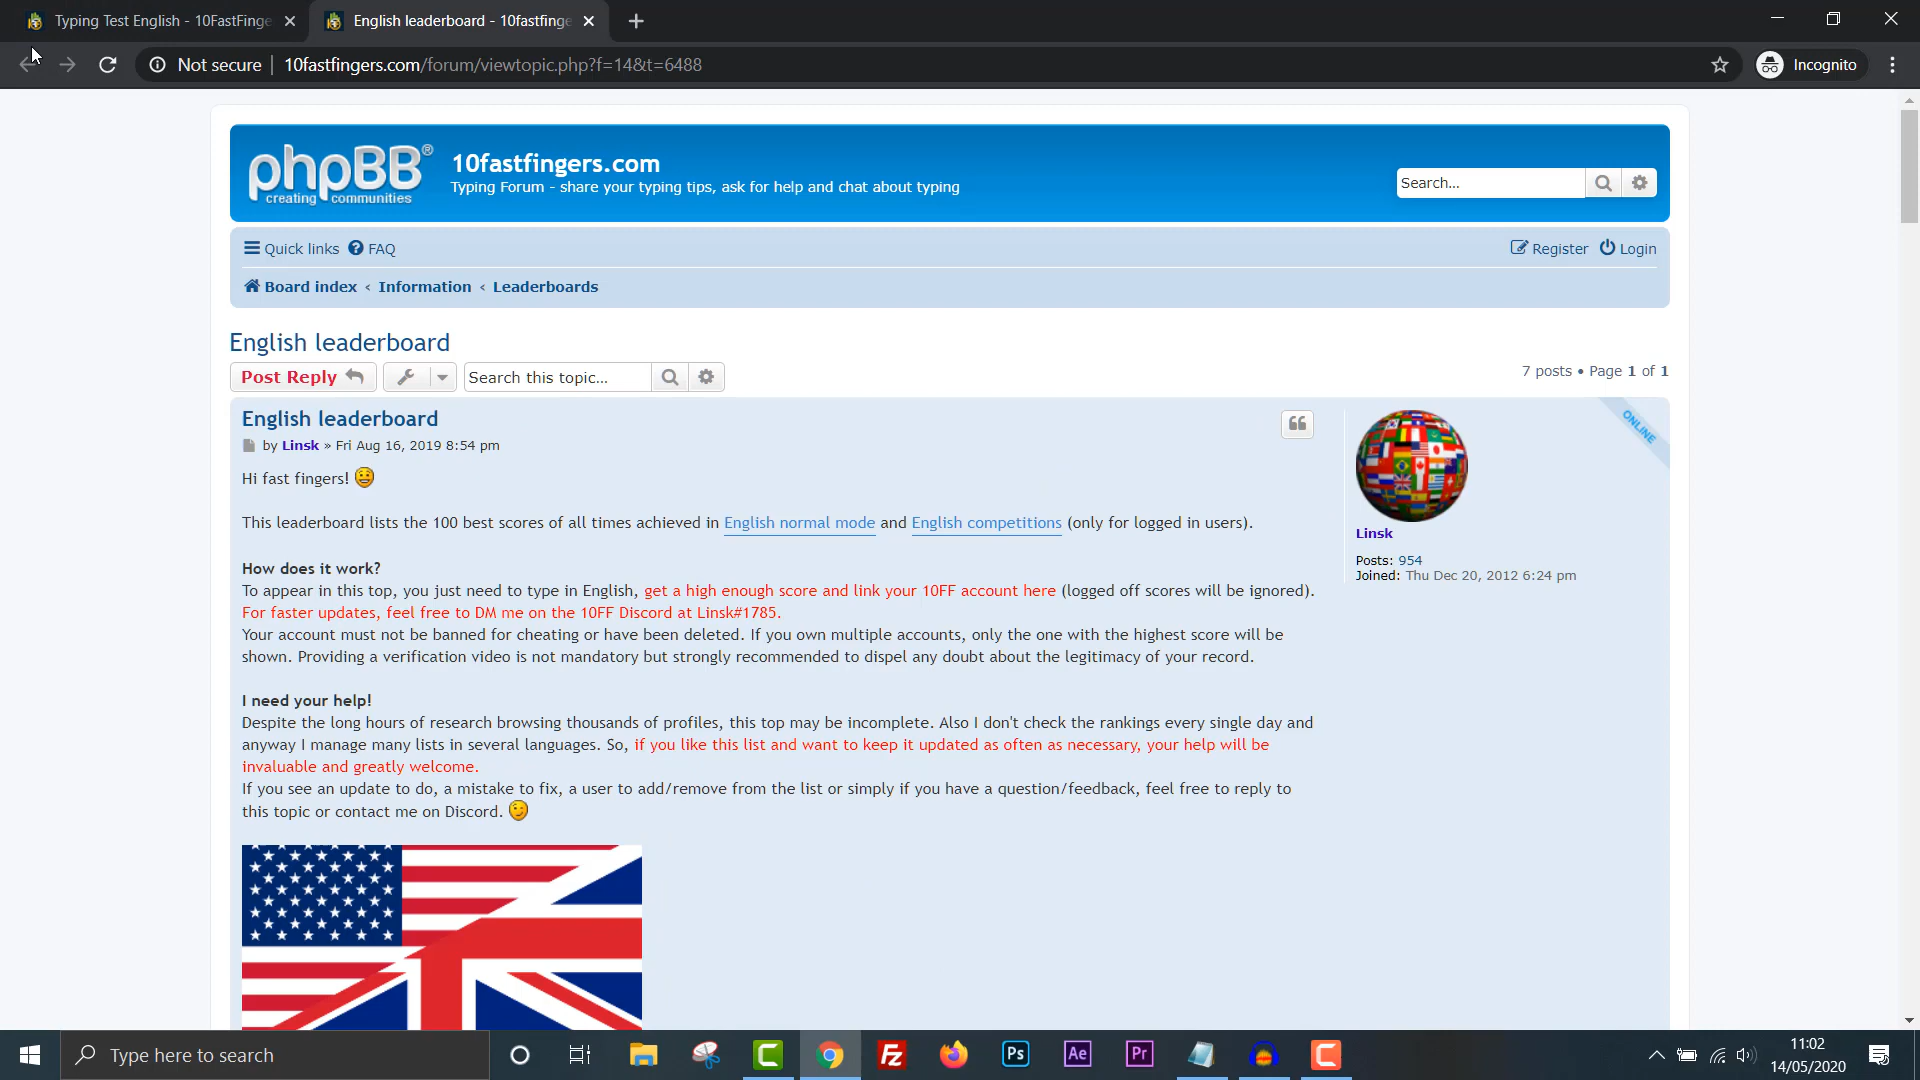 Typing Test English - 10FastFinge
English leaderboard - 10fastfinge
Not secure
10fastfingers.com/forum/viewtopic.php?f=14&t=6488
Incognito
phpBB®
creating communities
10fastfingers.com
Typing Forum - share your typing tips, ask for help and chat about typing
Search...
Quick links
FAQ
Register
Login
Board index ‹ Information ‹ Leaderboards
English leaderboard
Post Reply
Search this topic...
7 posts • Page 1 of 1
English leaderboard
by Linsk » Fri Aug 16, 2019 8:54 pm
Hi fast fingers!
This leaderboard lists the 100 best scores of all times achieved in English normal mode and English competitions (only for logged in users).
How does it work?
To appear in this top, you just need to type in English, get a high enough score and link your 10FF account here (logged off scores will be ignored).
For faster updates, feel free to DM me on the 10FF Discord at Linsk#1785.
Your account must not be banned for cheating or have been deleted. If you own multiple accounts, only the one with the highest score will be
shown. Providing a verification video is not mandatory but strongly recommended to dispel any doubt about the legitimacy of your record.
I need your help!
Despite the long hours of research browsing thousands of profiles, this top may be incomplete. Also I don't check the rankings every single day and
anyway I manage many lists in several languages. So, if you like this list and want to keep it updated as often as necessary, your help will be
invaluable and greatly welcome.
If you see an update to do, a mistake to fix, a user to add/remove from the list or simply if you have a question/feedback, feel free to reply to
this topic or contact me on Discord.
ONLINE
Linsk
Posts: 954
Joined: Thu Dec 20, 2012 6:24 pm
Type here to search
Fz
Ps
Ae
Pr
11:02
14/05/2020